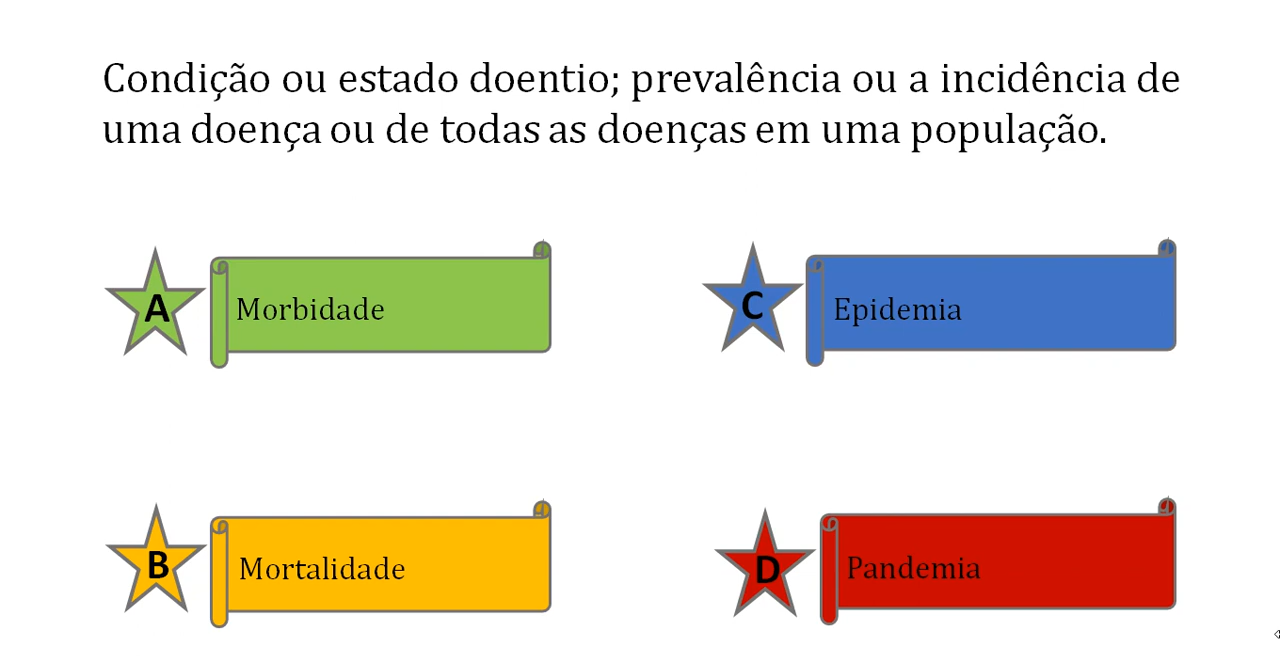 Condição ou estado doentio; prevalência ou a incidência de
uma doença ou de todas as doenças em uma população.
A Morbidade
C Epidemia
B Mortalidade
D Pandemia